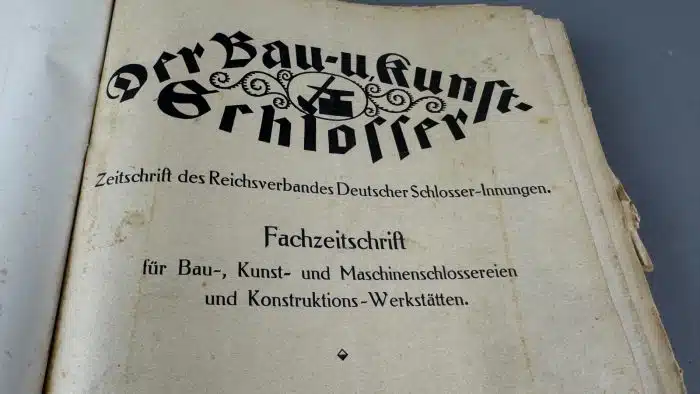 Der Bau-u. Kunst-
Schlosser
Zeitschrift des Reichsverbandes Deutscher Schlosser-Innungen.
Fachzeitschrift
für Bau-, Kunst- und Maschinenschlossereien
und Konstruktions-Werkstätten.